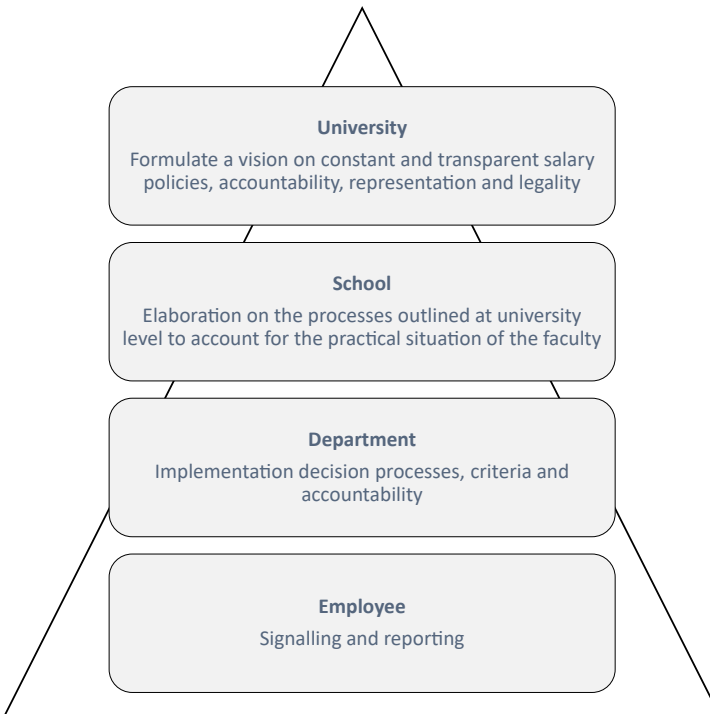 University
Formulate a vision on constant and transparent salary
policies, accountability, representation and legality
School
Elaboration on the processes outlined at university
level to account for the practical situation of the faculty
Department
Implementation decision processes, criteria and
accountability
Employee
Signalling and reporting